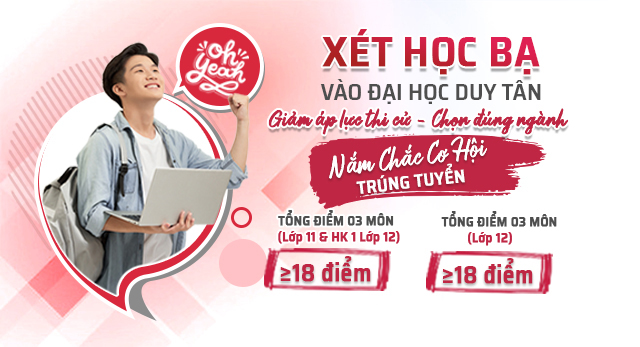 oh
yeah
XÉT HỌC BẠ
VÀO ĐẠI HỌC DUY TÂN
Giảm áp lực thi cử - Chọn đúng ngành
Nắm Chắc Cơ Hội
TRÚNG TUYỂN
TỔNG ĐIỂM 03 MÔN
(Lớp 11 & HK 1 Lớp 12)
≥18 điểm
TỔNG ĐIỂM 03 MÔN
(Lớp 12)
≥18 điểm